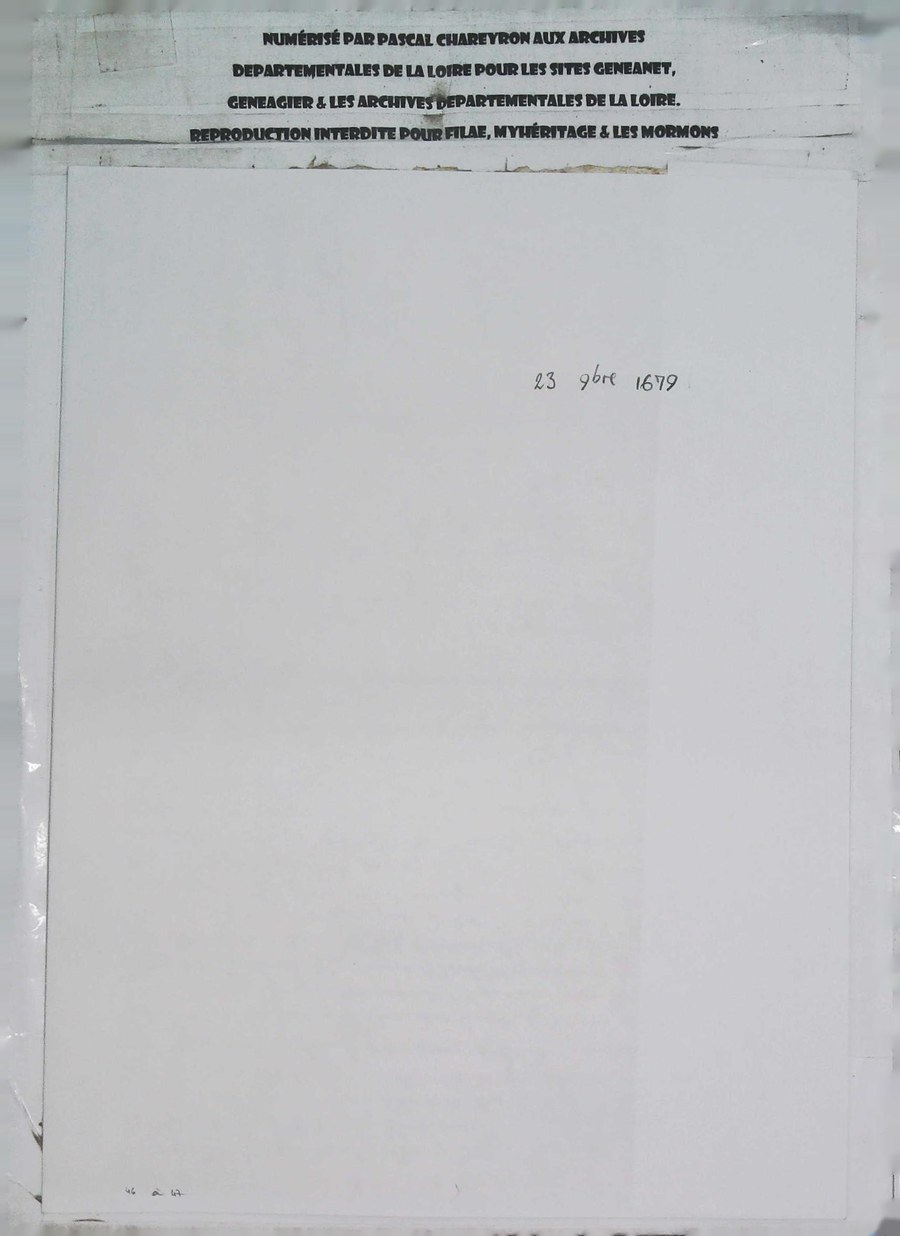 NUMÉRISÉ PAR PASCAL CHAREYRON AUX ARCHIVES
DEPARTEMENTALES DE LA LOIRE POUR LES SITES GENEANET,
GENEAGIER & LES ARCHIVES DEPARTEMENTALES DE LA LOIRE.
REPRODUCTION INTERDITE POUR FILAE, MYHÉRITAGE & LES MORMONS
23 9bre 1679
46 à 47